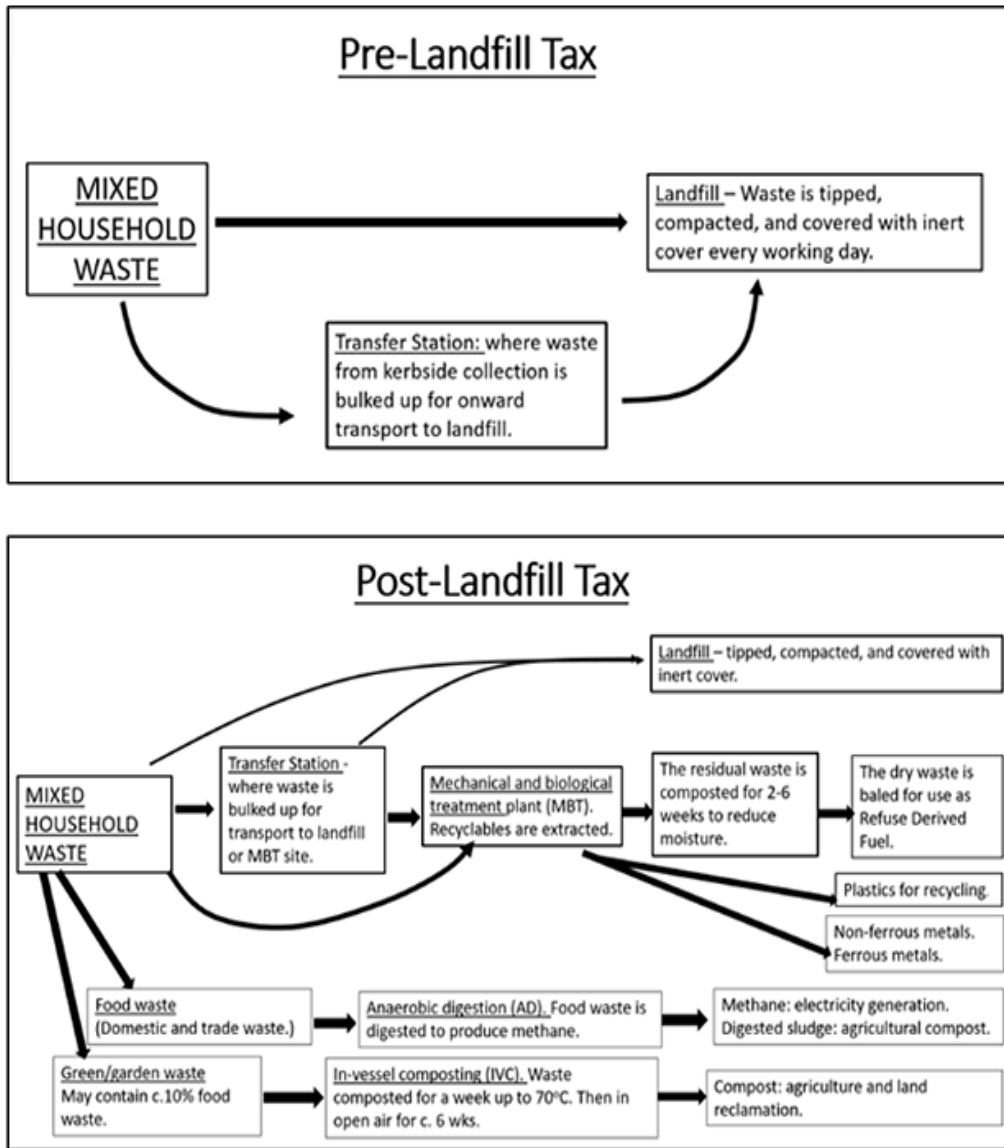 Pre-Landfill Tax
MIXED
HOUSEHOLD
WASTE
Landfill – Waste is tipped,
compacted, and covered with inert
cover every working day.
Transfer Station: where waste
from kerbside collection is
bulked up for onward
transport to landfill.
Post-Landfill Tax
Landfill – tipped, compacted, and covered with
inert cover.
MIXED
HOUSEHOLD
WASTE
Transfer Station -
where waste is
bulked up for
transport to landfill
or MBT site.
Mechanical and biological
treatment plant (MBT).
Recyclables are extracted.
The residual waste is
composted for 2-6
weeks to reduce
moisture.
The dry waste is
baled for use as
Refuse Derived
Fuel.
Plastics for recycling.
Non-ferrous metals.
Ferrous metals.
Food waste
(Domestic and trade waste.)
Anaerobic digestion (AD). Food waste is
digested to produce methane.
Methane: electricity generation.
Digested sludge: agricultural compost.
Green/garden waste
May contain c.10% food
waste.
In-vessel composting (IVC). Waste
composted for a week up to 70°C. Then in
open air for c. 6 wks.
Compost: agriculture and land
reclamation.